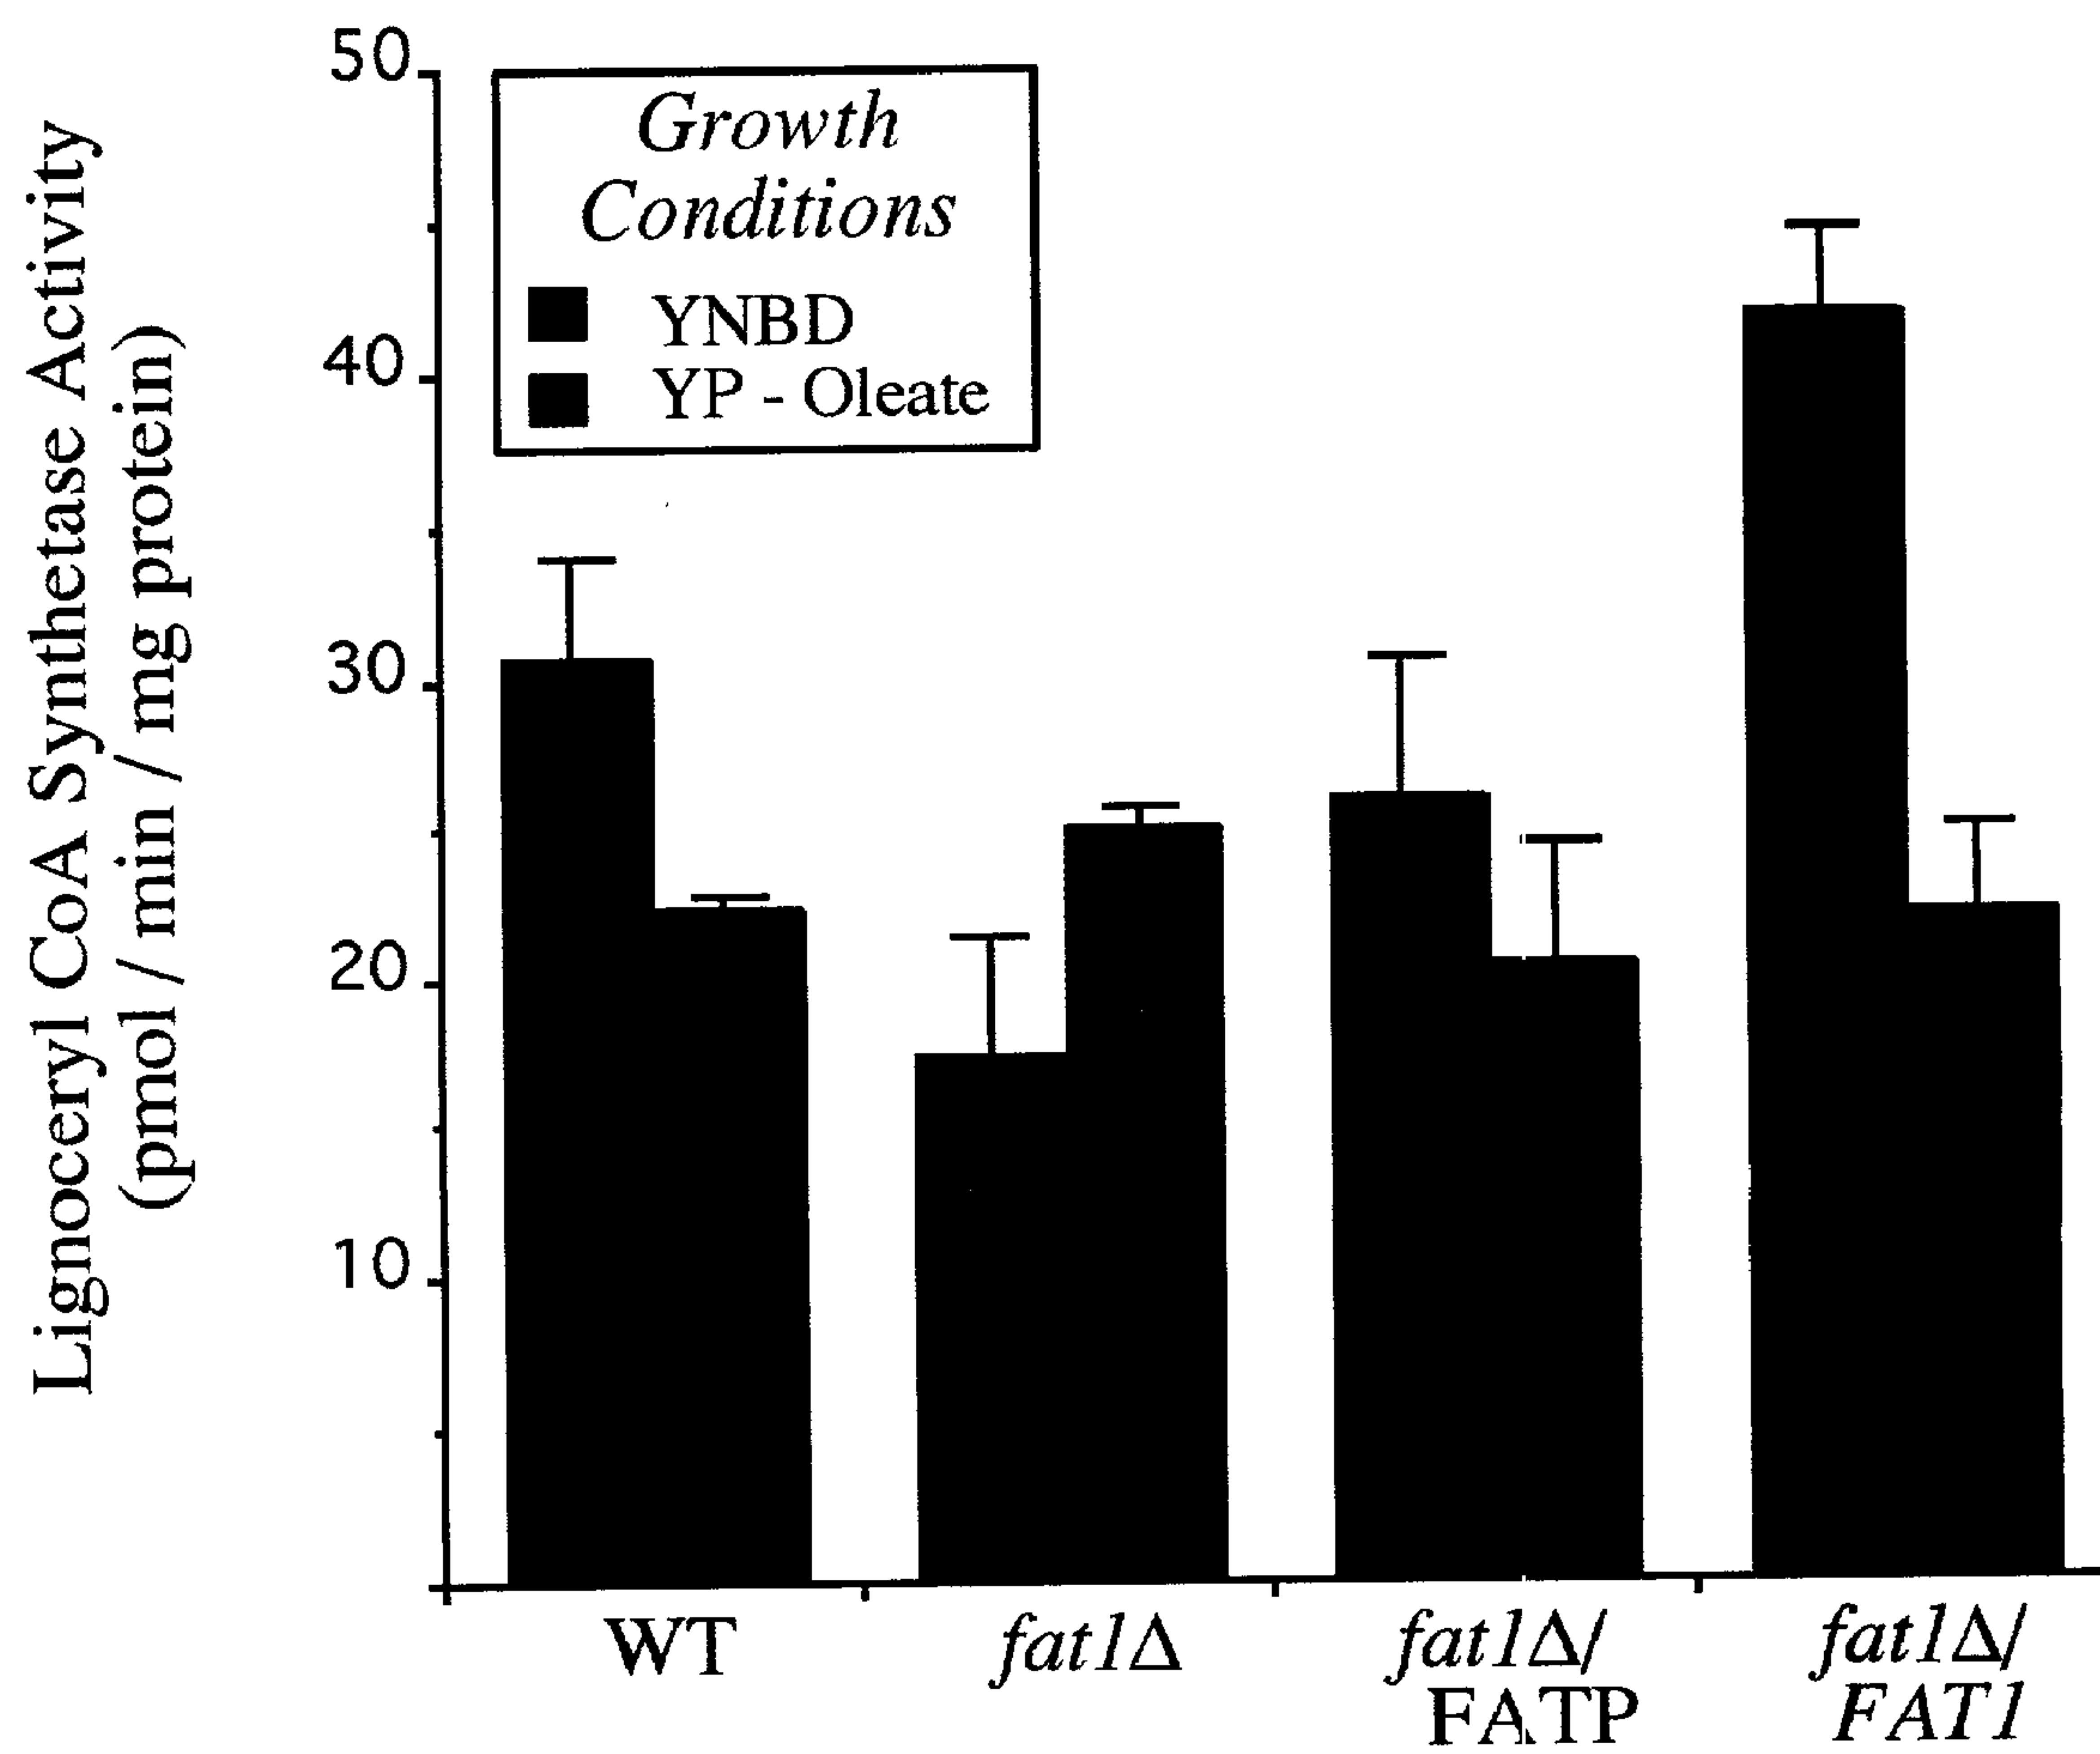 Lignoceryl CoA Synthetase Activity
(pmol / min / mg protein)
50
40
30
20
10
Growth
Conditions
YNBD
YP - Oleate
WT
fat1Δ
fat1Δ/
FATP
fat1Δ/
FAT1